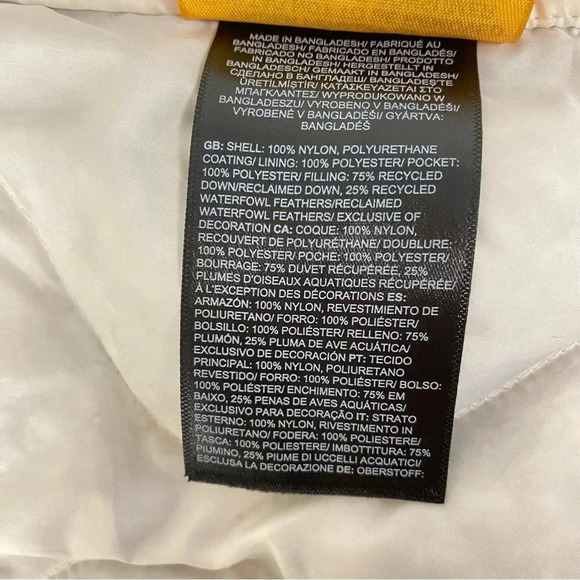 MADE IN BANGLADESH/ FABRIQUÉ AU
BANGLADESH/ FABRICADO EN BANGLADÉS/
FABRICADO NO BANGLADESH/ PRODOTTO
IN BANGLADESH/ HERGESTELLT IN
BANGLADESCH/ GEMAAKT IN BANGLADESH/
СДЕЛАНО В БАНГЛАДЕШ/ BANGLADEŞ'TE
ÜRETİLMİŞTİR/ ΚΑΤΑΣΚΕΥΑΖΕΤΑΙ ΣΤΟ
ΜΠΑΓΚΛΑΝΤΕΣ/ WYPRODUKOWANO W
BANGLADESZU/ VYROBENO V BANGLADÉŠI/
VYROBENÉ V BANGLADÉŠI/ GYÁRTVA:
BANGLADÉŠ
GB: SHELL: 100% NYLON, POLYURETHANE
COATING/ LINING: 100% POLYESTER/ POCKET:
100% POLYESTER/ FILLING: 75% RECYCLED
DOWN/RECLAIMED DOWN, 25% RECYCLED
WATERFOWL FEATHERS/RECLAIMED
WATERFOWL FEATHERS/ EXCLUSIVE OF
DECORATION CA: COQUE: 100% NYLON,
RECOUVERT DE POLYURÉTHANE/ DOUBLURE:
100% POLYESTER/ POCHE: 100% POLYESTER/
BOURRAGE: 75% DUVET RÉCUPÉRÉE, 25%
PLUMES D'OISEAUX AQUATIQUES RÉCUPÉRÉE/
À L'EXCEPTION DES DÉCORATIONS ES:
ARMAZÓN: 100% NYLON, REVESTIMIENTO DE
POLIURETANO/ FORRO: 100% POLIÉSTER/
BOLSILLO: 100% POLIÉSTER/ RELLENO: 75%
PLUMÓN, 25% PLUMA DE AVE ACUÁTICA/
EXCLUSIVO DE DECORACIÓN PT: TECIDO
PRINCIPAL: 100% NYLON, POLIURETANO
REVESTIDO/ FORRO: 100% POLIÉSTER/ BOLSO:
100% POLIÉSTER/ ENCHIMENTO: 75% EM
BAIXO, 25% PENAS DE AVES AQUÁTICAS/
EXCLUSIVO PARA DECORAÇÃO IT: STRATO
ESTERNO: 100% NYLON, RIVESTIMENTO IN
POLIURETANO/ FODERA: 100% POLIESTERE/
TASCA: 100% POLIESTERE/ IMBOTTITURA: 75%
PIUMINO, 25% PIUME DI UCCELLI ACQUATICI/
ESCLUSA LA DECORAZIONE DE: OBERSTOFF: